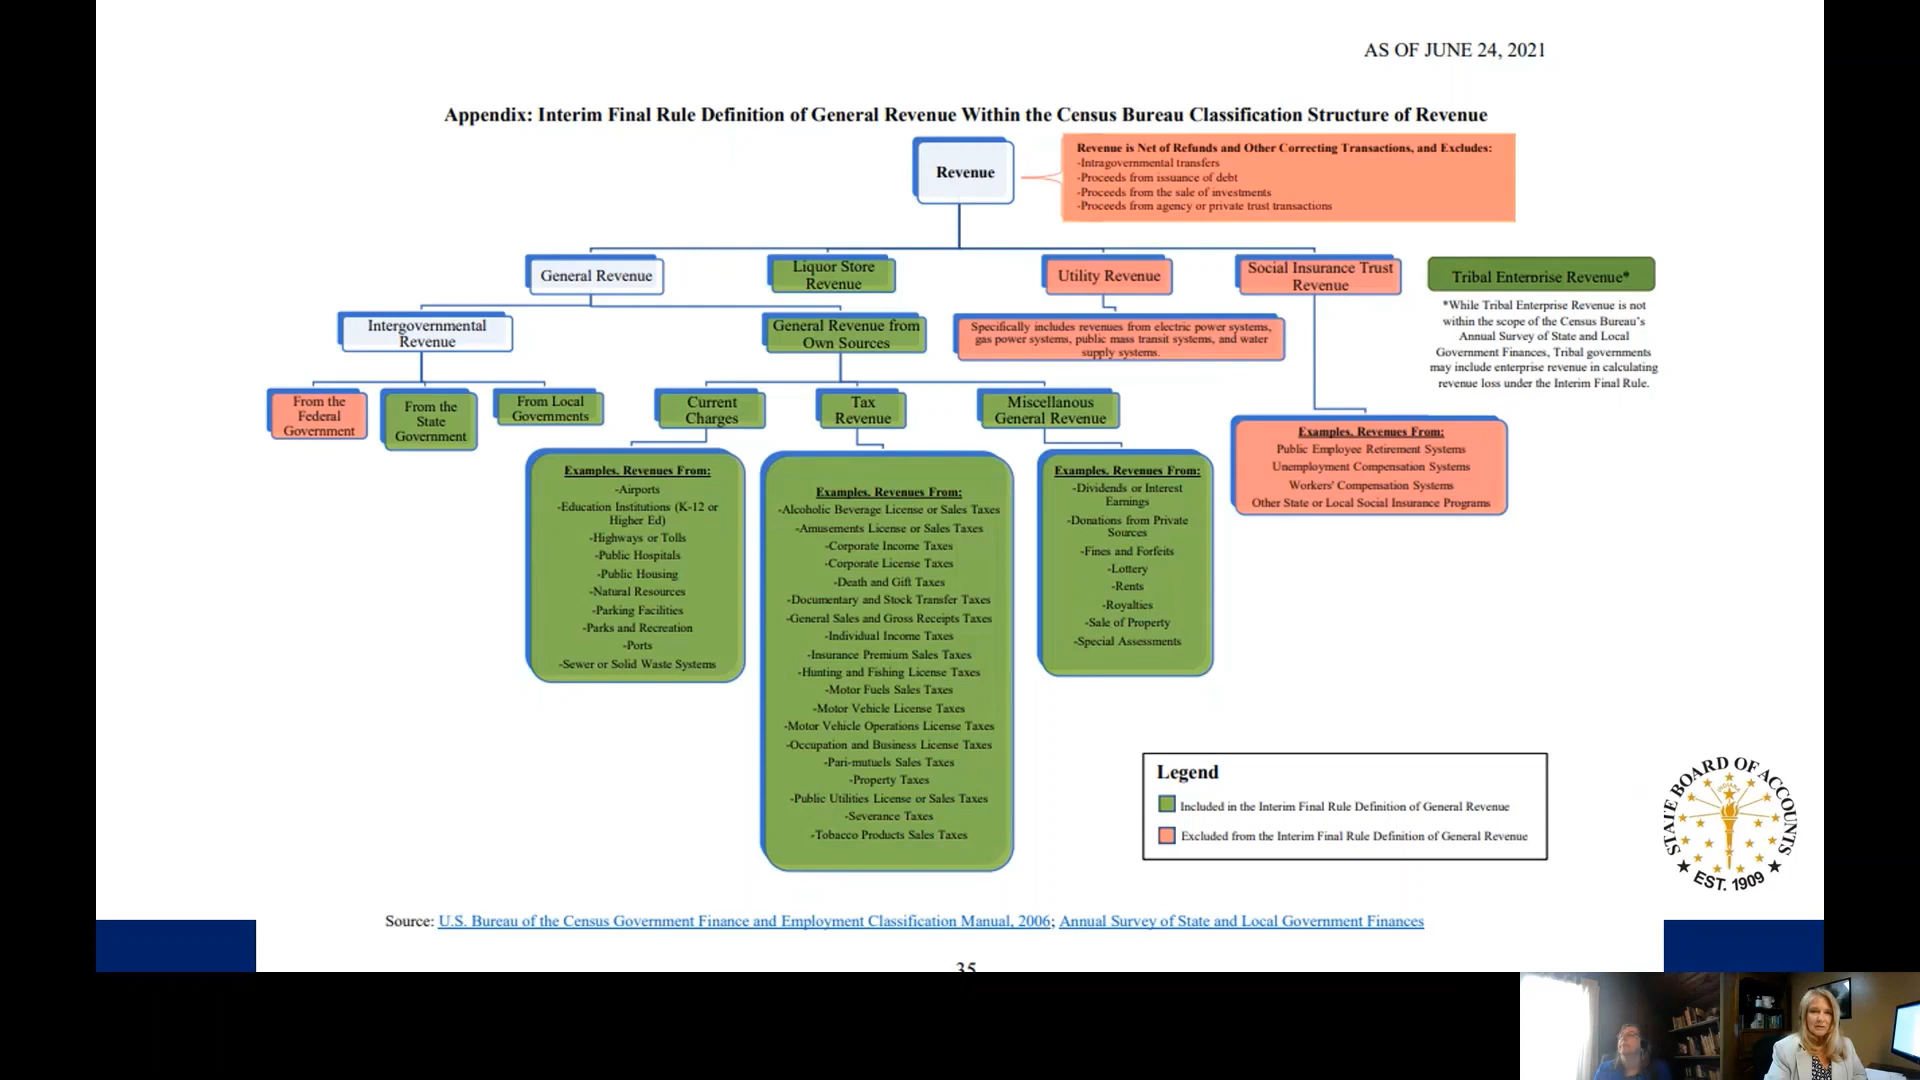 AS OF JUNE 24, 2021
Appendix: Interim Final Rule Definition of General Revenue Within the Census Bureau Classification Structure of Revenue
Revenue
Revenue is Net of Refunds and Other Correcting Transactions, and Excludes:
-Intragovernmental transfers
-Proceeds from issuance of debt
-Proceeds from the sale of investments
-Proceeds from agency or private trust transactions
General Revenue
Liquor Store
Revenue
Utility Revenue
Social Insurance Trust
Revenue
Tribal Enterprise Revenue*
*While Tribal Enterprise Revenue is not
within the scope of the Census Bureau's
Annual Survey of State and Local
Government Finances, Tribal governments
may include enterprise revenue in calculating
revenue loss under the Interim Final Rule.
Intergovernmental
Revenue
General Revenue from
Own Sources
Specifically includes revenues from electric power systems,
gas power systems, public mass transit systems, and water
supply systems.
From the
Federal
Government
From the
State
Government
From Local
Governments
Current
Charges
Tax
Revenue
Miscellanous
General Revenue
Examples. Revenues From:
-Airports
-Education Institutions (K-12 or
Higher Ed)
-Highways or Tolls
-Public Hospitals
-Public Housing
-Natural Resources
-Parking Facilities
-Parks and Recreation
-Ports
-Sewer or Solid Waste Systems
Examples. Revenues From:
-Alcoholic Beverage License or Sales Taxes
-Amusements License or Sales Taxes
-Corporate Income Taxes
-Corporate License Taxes
-Death and Gift Taxes
-Documentary and Stock Transfer Taxes
-General Sales and Gross Receipts Taxes
-Individual Income Taxes
-Insurance Premium Sales Taxes
-Hunting and Fishing License Taxes
-Motor Fuels Sales Taxes
-Motor Vehicle License Taxes
-Motor Vehicle Operations License Taxes
-Occupation and Business License Taxes
-Pari-mutuels Sales Taxes
-Property Taxes
-Public Utilities License or Sales Taxes
-Severance Taxes
-Tobacco Products Sales Taxes
Examples. Revenues From:
-Dividends or Interest
Earnings
-Donations from Private
Sources
-Fines and Forfeits
-Lottery
-Rents
-Royalties
-Sale of Property
-Special Assessments
Examples. Revenues From:
Public Employee Retirement Systems
Unemployment Compensation Systems
Workers' Compensation Systems
Other State or Local Social Insurance Programs
Legend
Included in the Interim Final Rule Definition of General Revenue
Excluded from the Interim Final Rule Definition of General Revenue
STATE BOARD OF ACCOUNTS
INDIANA
★ EST. 1909 ★
Source: U.S. Bureau of the Census Government Finance and Employment Classification Manual, 2006; Annual Survey of State and Local Government Finances
35